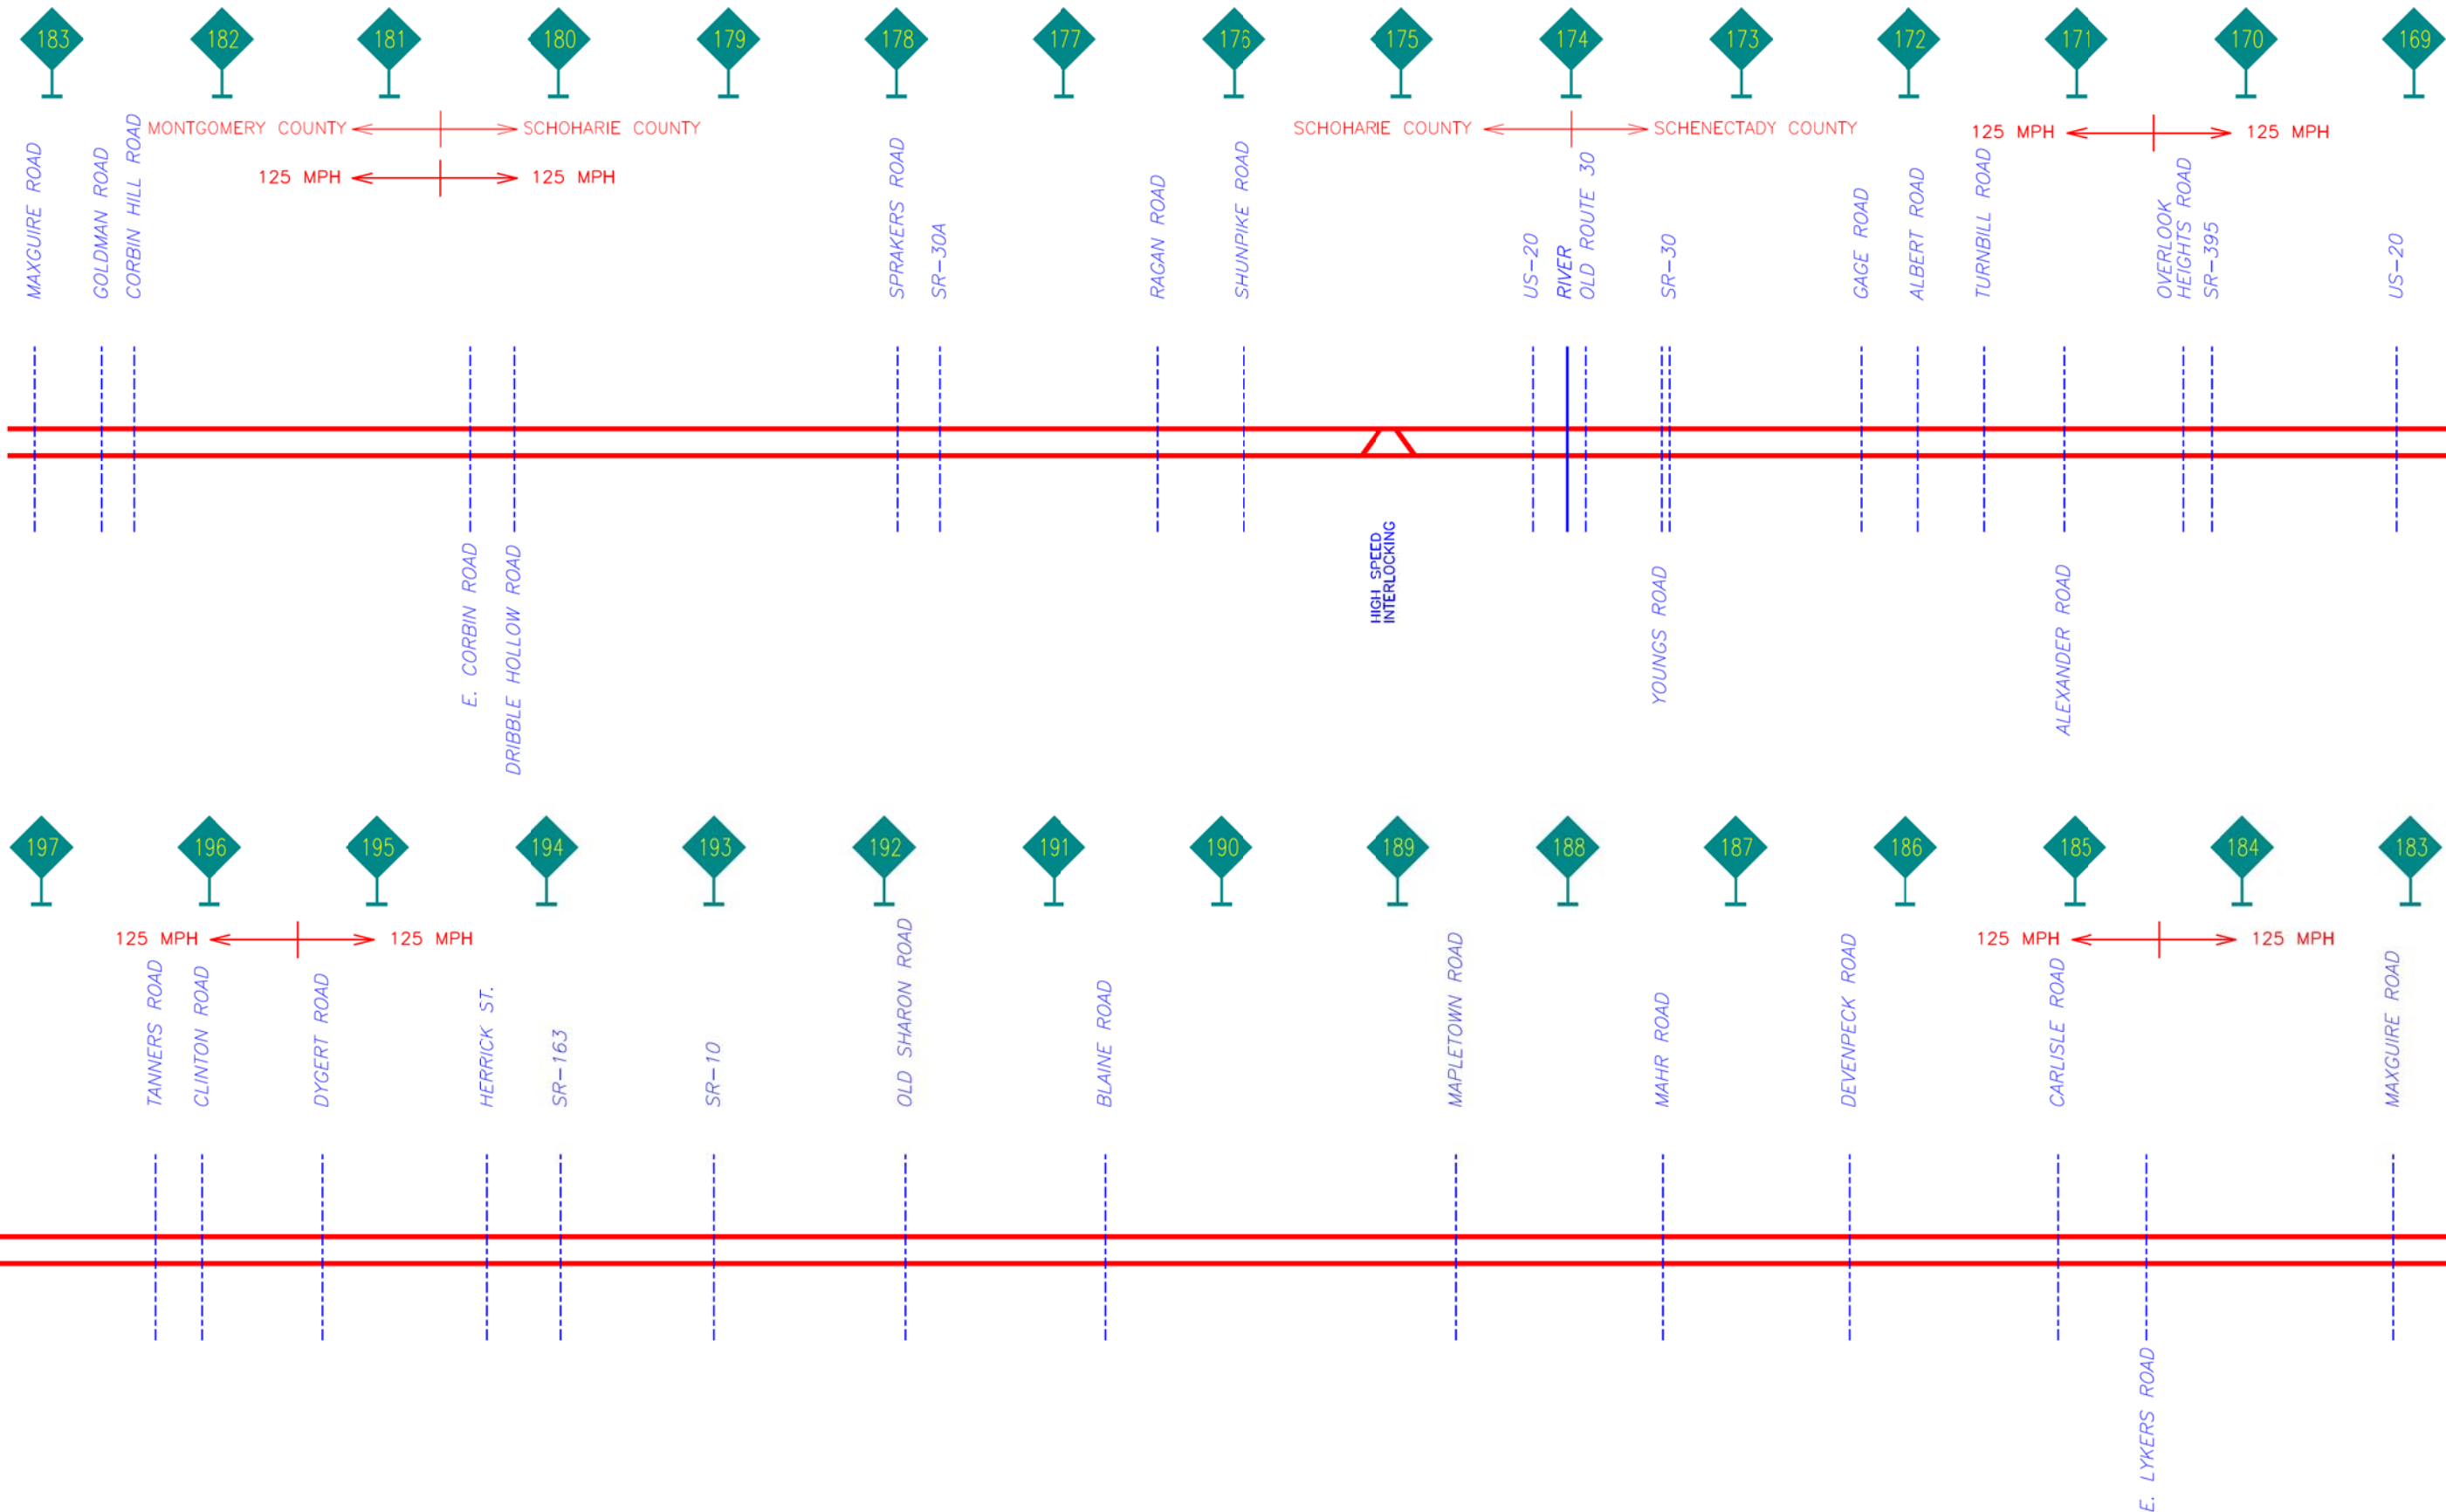 183 182 181 180 179 178 177 176 175 174 173 172 171 170 169
MONTGOMERY COUNTY SCHOHARIE COUNTY
SCHOHARIE COUNTY SCHENECTADY COUNTY
125 MPH 125 MPH
125 MPH 125 MPH
MAXGUIRE ROAD
GOLDMAN ROAD
CORBIN HILL ROAD
SPRAKERS ROAD
SR-30A
RAGAN ROAD
SHUNPIKE ROAD
US-20
RIVER
OLD ROUTE 30
SR-30
GAGE ROAD
ALBERT ROAD
TURNBILL ROAD
OVERLOOK
HEIGHTS ROAD
SR-395
US-20
E. CORBIN ROAD
DRIBBLE HOLLOW ROAD
HIGH SPEED
INTERLOCKING
YOUNGS ROAD
ALEXANDER ROAD
197 196 195 194 193 192 191 190 189 188 187 186 185 184 183
125 MPH 125 MPH
125 MPH 125 MPH
TANNERS ROAD
CLINTON ROAD
DYGERT ROAD
HERRICK ST.
SR-163
SR-10
OLD SHARON ROAD
BLAINE ROAD
MAPLETOWN ROAD
MAHR ROAD
DEVENPECK ROAD
CARLISLE ROAD
MAXGUIRE ROAD
E. LYKERS ROAD